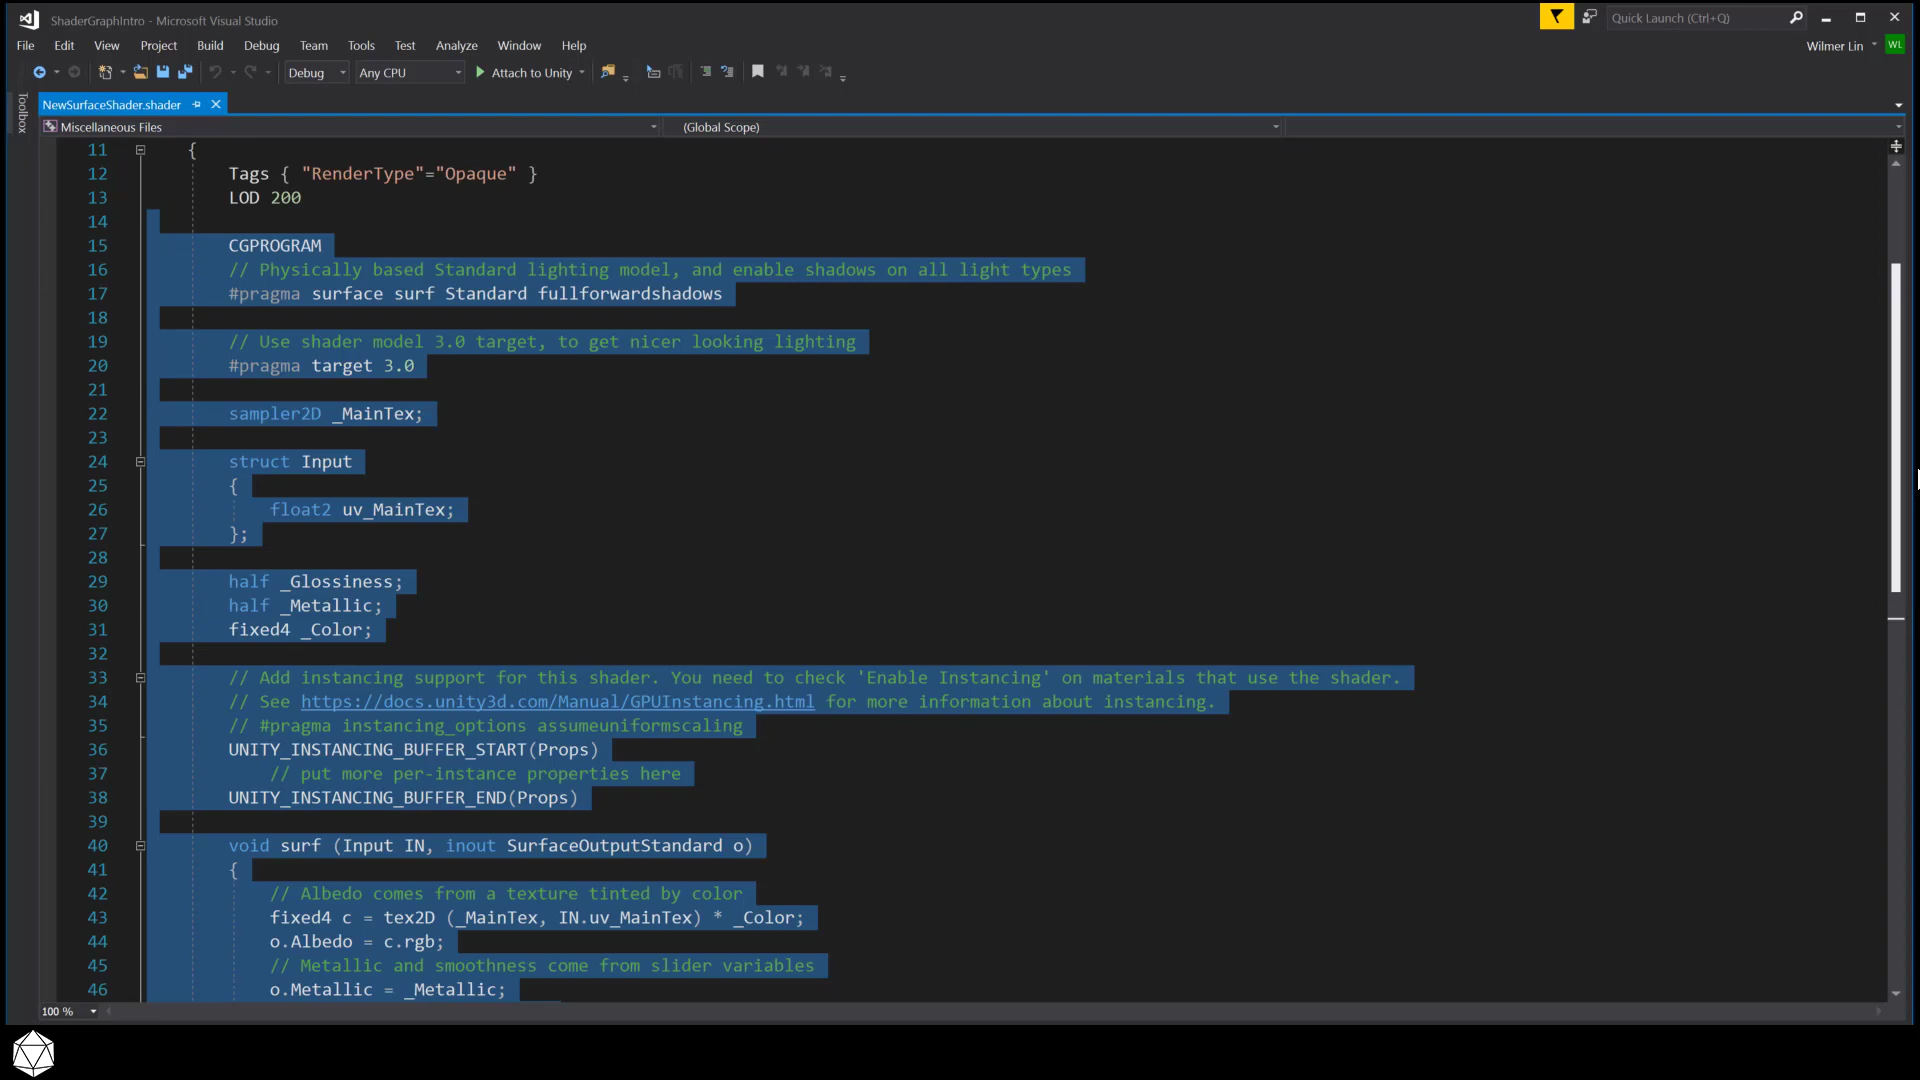 ShaderGraphIntro - Microsoft Visual Studio
Quick Launch (Ctrl+Q)
File Edit View Project Build Debug Team Tools Test Analyze Window Help
Wilmer Lin WL
Debug Any CPU Attach to Unity
Toolbox
NewSurfaceShader.shader
Miscellaneous Files (Global Scope)
11 {
12 Tags { "RenderType"="Opaque" }
13 LOD 200
14
15 CGPROGRAM
16 // Physically based Standard lighting model, and enable shadows on all light types
17 #pragma surface surf Standard fullforwardshadows
18
19 // Use shader model 3.0 target, to get nicer looking lighting
20 #pragma target 3.0
21
22 sampler2D _MainTex;
23
24 struct Input
25 {
26 float2 uv_MainTex;
27 };
28
29 half _Glossiness;
30 half _Metallic;
31 fixed4 _Color;
32
33 // Add instancing support for this shader. You need to check 'Enable Instancing' on materials that use the shader.
34 // See https://docs.unity3d.com/Manual/GPUInstancing.html for more information about instancing.
35 // #pragma instancing_options assumeuniformscaling
36 UNITY_INSTANCING_BUFFER_START(Props)
37 // put more per-instance properties here
38 UNITY_INSTANCING_BUFFER_END(Props)
39
40 void surf (Input IN, inout SurfaceOutputStandard o)
41 {
42 // Albedo comes from a texture tinted by color
43 fixed4 c = tex2D (_MainTex, IN.uv_MainTex) * _Color;
44 o.Albedo = c.rgb;
45 // Metallic and smoothness come from slider variables
46 o.Metallic = _Metallic;
100 %